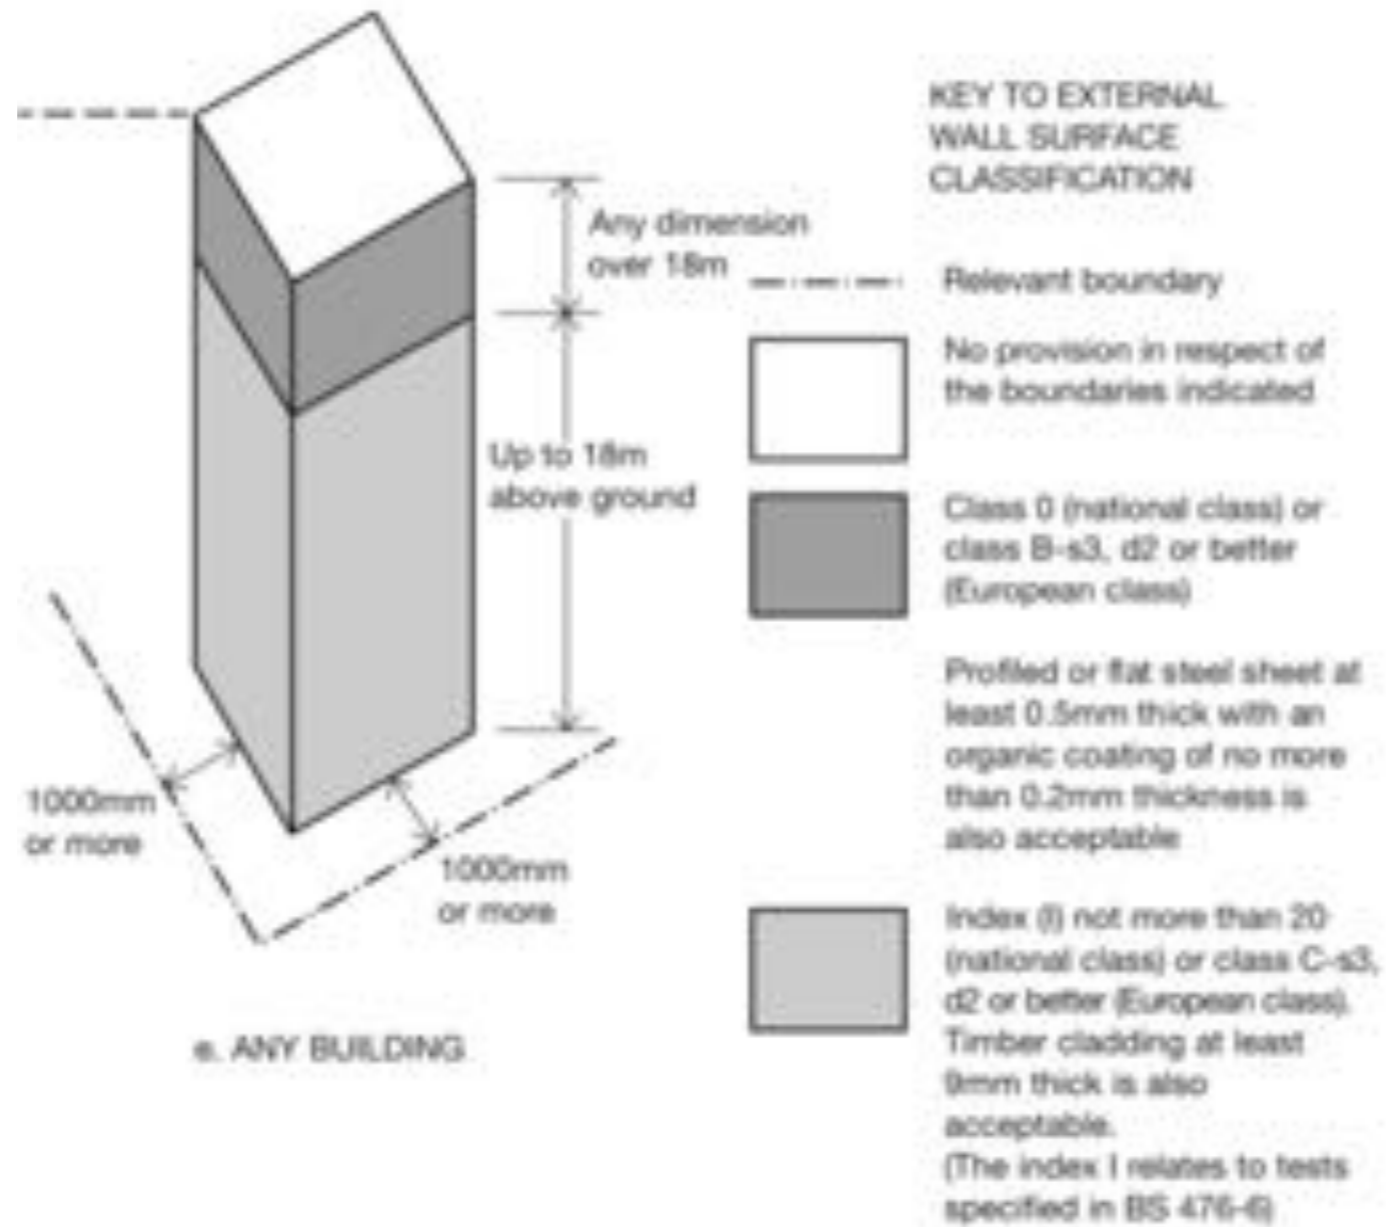 KEY TO EXTERNAL
WALL SURFACE
CLASSIFICATION
Any dimension
over 18m
Relevant boundary
No provision in respect of
the boundaries indicated
Up to 18m
above ground
Class 0 (national class) or
class B-s3, d2 or better
(European class)
Profiled or flat steel sheet at
least 0.5mm thick with an
organic coating of no more
than 0.2mm thickness is
also acceptable
1000mm
or more
1000mm
or more
Index (I) not more than 20
(national class) or class C-s3,
d2 or better (European class).
Timber cladding at least
9mm thick is also
acceptable.
(The index I relates to tests
specified in BS 476-6)
e. ANY BUILDING